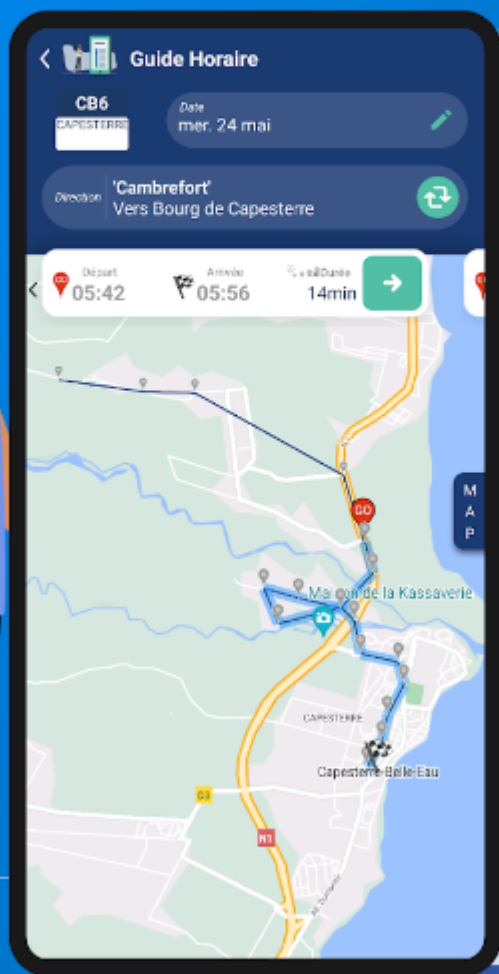 Guide Horaire
CB6
CAPESTERRE
Date
mer. 24 mai
Direction
'Cambrefort'
Vers Bourg de Capesterre
Départ
05:42
Arrivée
05:56
Durée
14min
GO
M
A
P
Maison de la Kassaverie
CAPESTERRE
Capesterre-Belle-Eau
N1